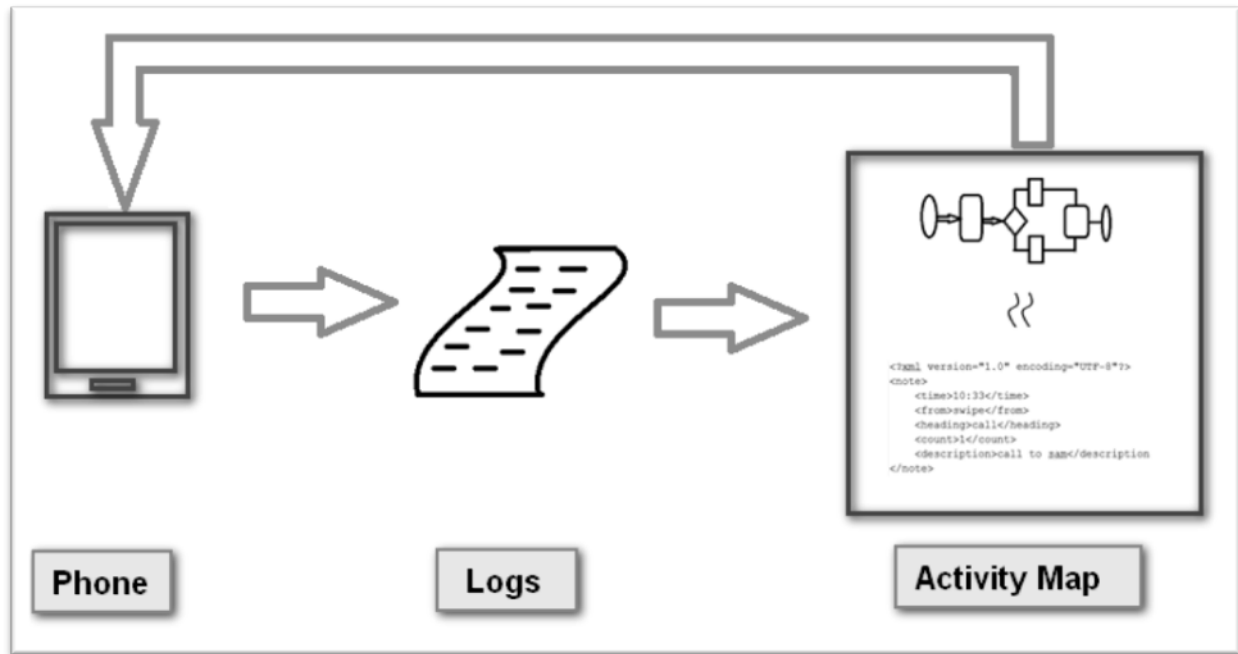 <?xml version="1.0" encoding="UTF-8"?>
<note>
<time>10:33</time>
<from>swipe</from>
<heading>call</heading>
<count>1</count>
<description>call to sam</description
</note>
Phone
Logs
Activity Map